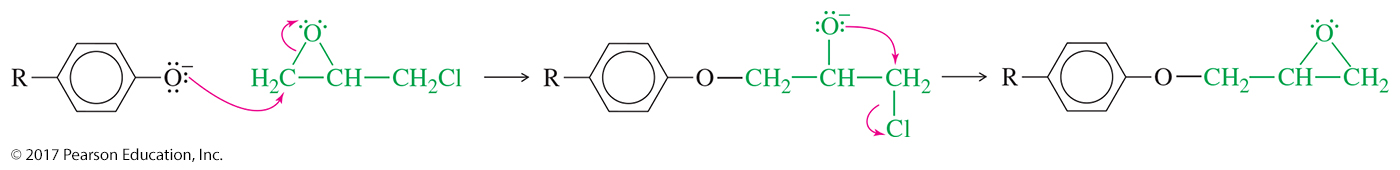 R O− H2C O CH CH2Cl R O CH2 O− CH CH2 Cl R O CH2 CH O CH2
© 2017 Pearson Education, Inc.